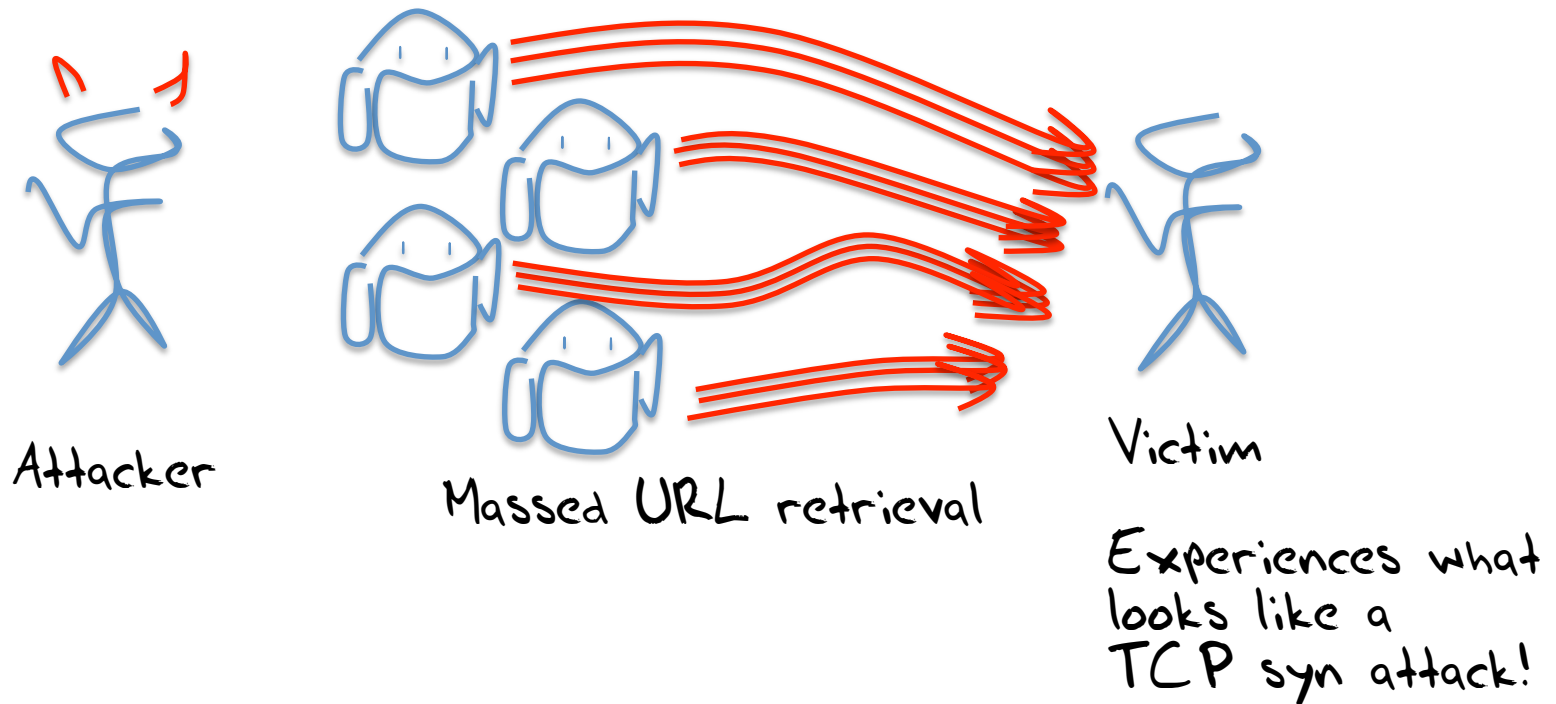 Attacker
Massed URL retrieval
Victim
Experiences what
looks like a
TCP syn attack!